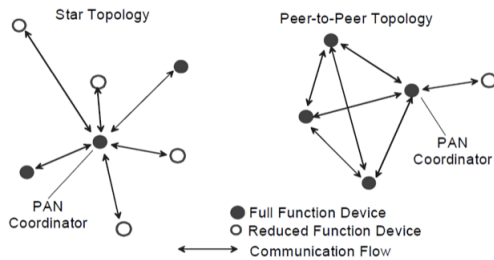 Star Topology
Peer-to-Peer Topology
PAN
Coordinator
PAN
Coordinator
Full Function Device
Reduced Function Device
Communication Flow